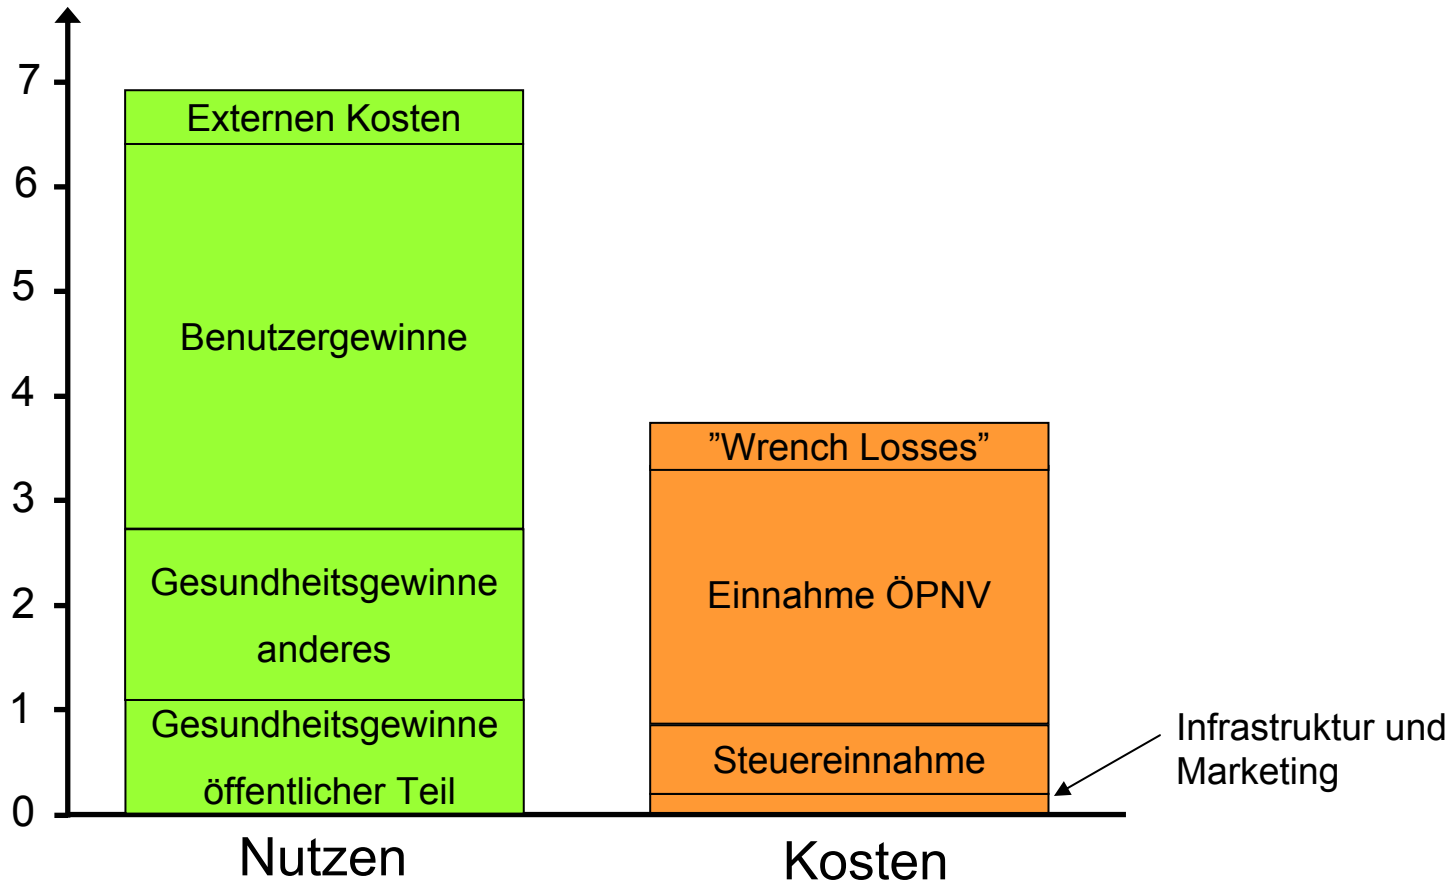 7
6
5
4
3
2
1
0
Externen Kosten
Benutzergewinne
Gesundheitsgewinne
anderes
Gesundheitsgewinne
öffentlicher Teil
Nutzen
”Wrench Losses”
Einnahme ÖPNV
Steuereinnahme
Kosten
Infrastruktur und
Marketing